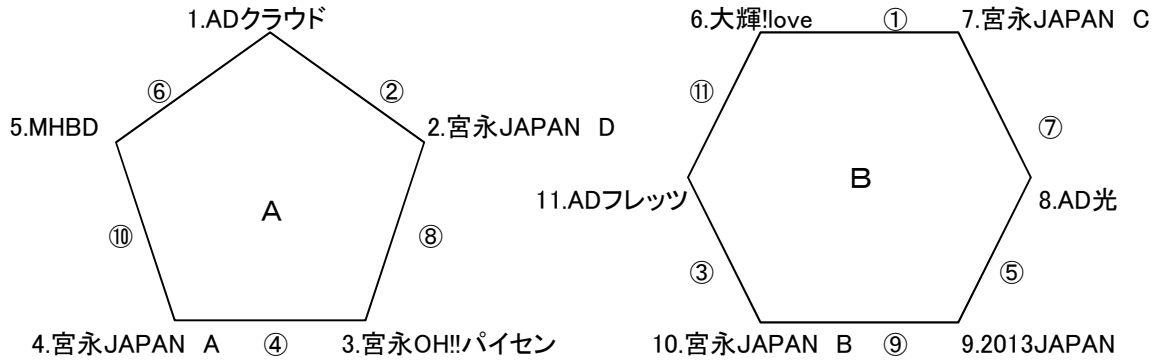 1.ADクラウド
⑥
②
5.MHBD
2.宮永JAPAN　D
A
⑩
⑧
4.宮永JAPAN　A
④
3.宮永OH!!パイセン
6.大輝!love
①
7.宮永JAPAN　C
⑪
⑦
11.ADフレッツ
B
8.AD光
③
⑤
10.宮永JAPAN　B
⑨
9.2013JAPAN